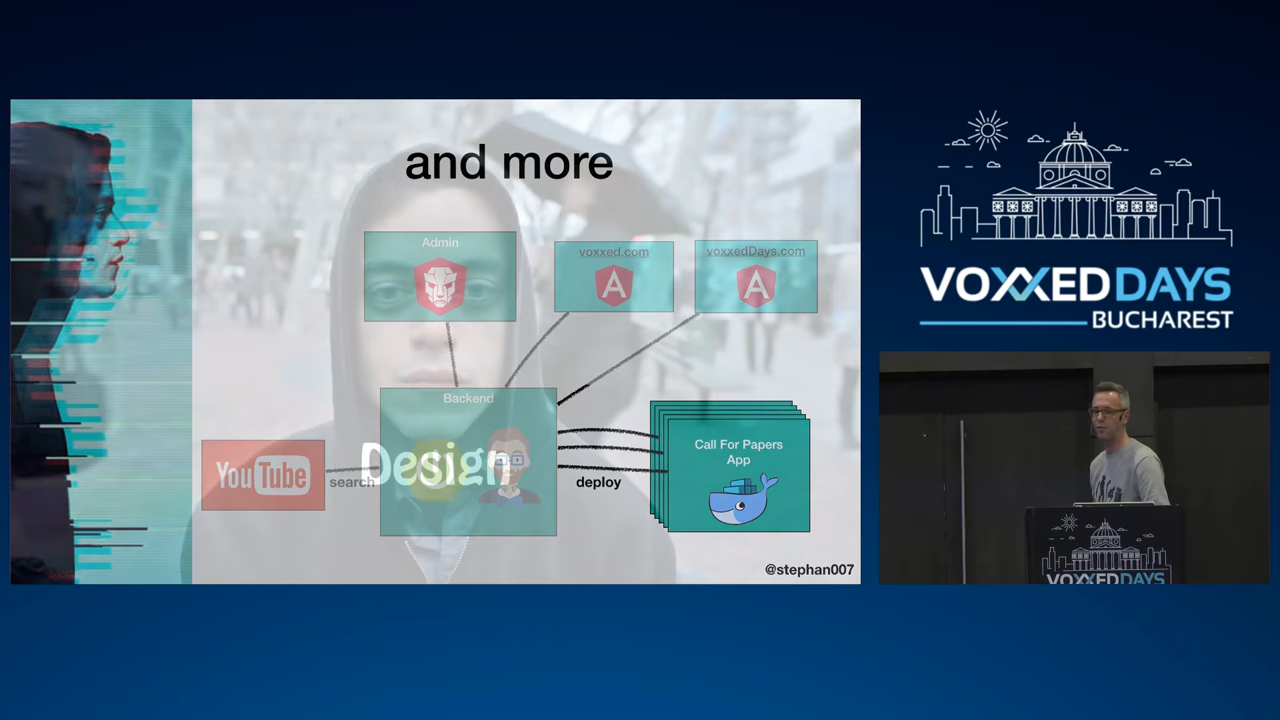 and more
Admin
voxxed.com
voxxedDays.com
Backend
YouTube
search
Design
deploy
Call For Papers
App
@stephan007
VOXXEDDAYS
BUCHAREST
VOXXEDDAYS